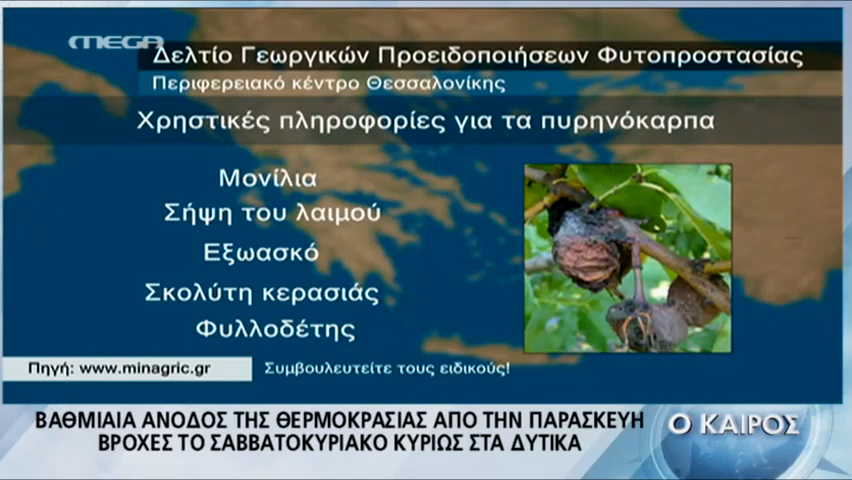 MEGA
Δελτίο Γεωργικών Προειδοποιήσεων Φυτοπροστασίας
Περιφερειακό κέντρο Θεσσαλονίκης
Χρηστικές πληροφορίες για τα πυρηνόκαρπα
Μονίλια
Σήψη του λαιμού
Εξωασκό
Σκολύτη κερασιάς
Φυλλοδέτης
Πηγή: www.minagric.gr
Συμβουλευτείτε τους ειδικούς!
ΒΑΘΜΙΑΙΑ ΑΝΟΔΟΣ ΤΗΣ ΘΕΡΜΟΚΡΑΣΙΑΣ ΑΠΟ ΤΗΝ ΠΑΡΑΣΚΕΥΗ
ΒΡΟΧΕΣ ΤΟ ΣΑΒΒΑΤΟΚΥΡΙΑΚΟ ΚΥΡΙΩΣ ΣΤΑ ΔΥΤΙΚΑ
Ο ΚΑΙΡΟΣ